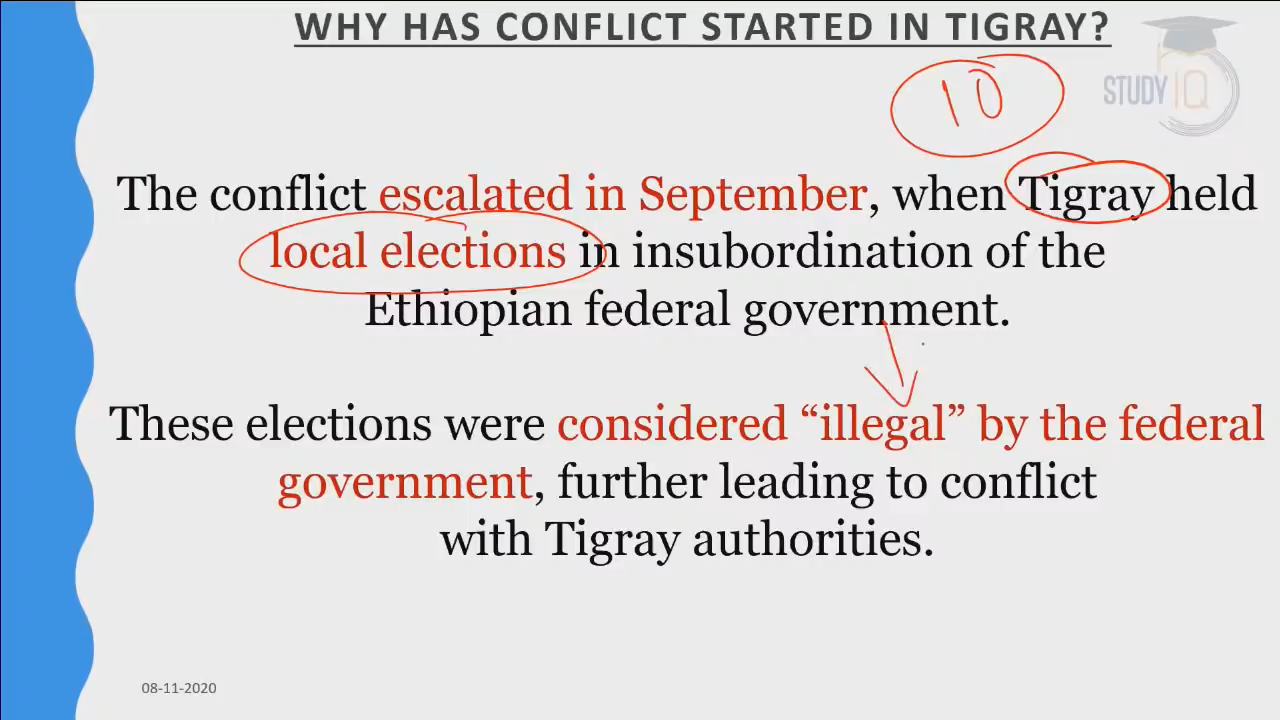 WHY HAS CONFLICT STARTED IN TIGRAY?
STUDY IQ
10
The conflict escalated in September, when Tigray held
local elections in insubordination of the
Ethiopian federal government.
These elections were considered “illegal” by the federal
government, further leading to conflict
with Tigray authorities.
08-11-2020